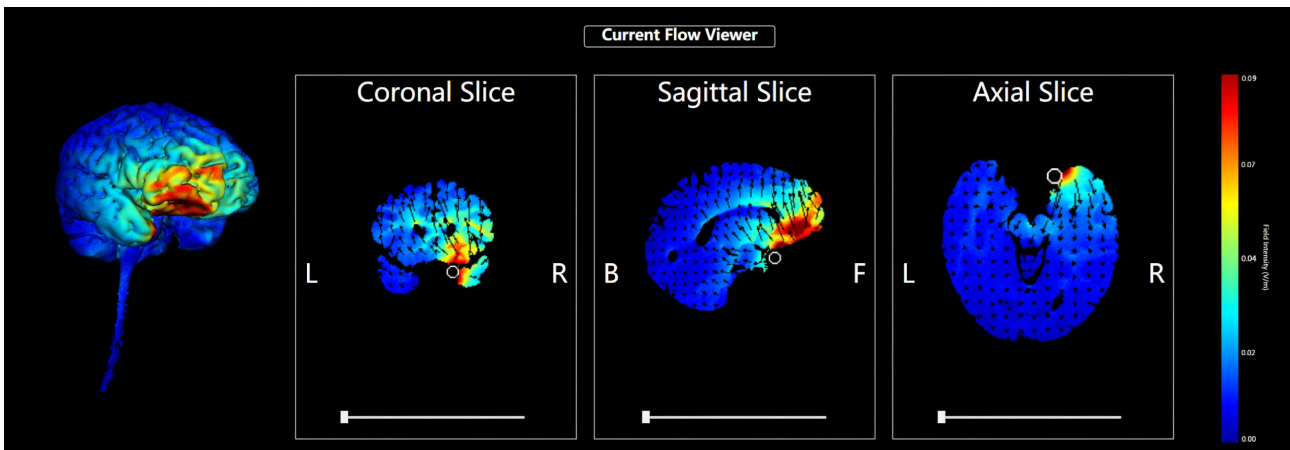 Current Flow Viewer
Coronal Slice
L
R
Sagittal Slice
B
F
Axial Slice
L
R
0.09
0.07
0.04
0.02
0.00
Field Intensity (V/m)